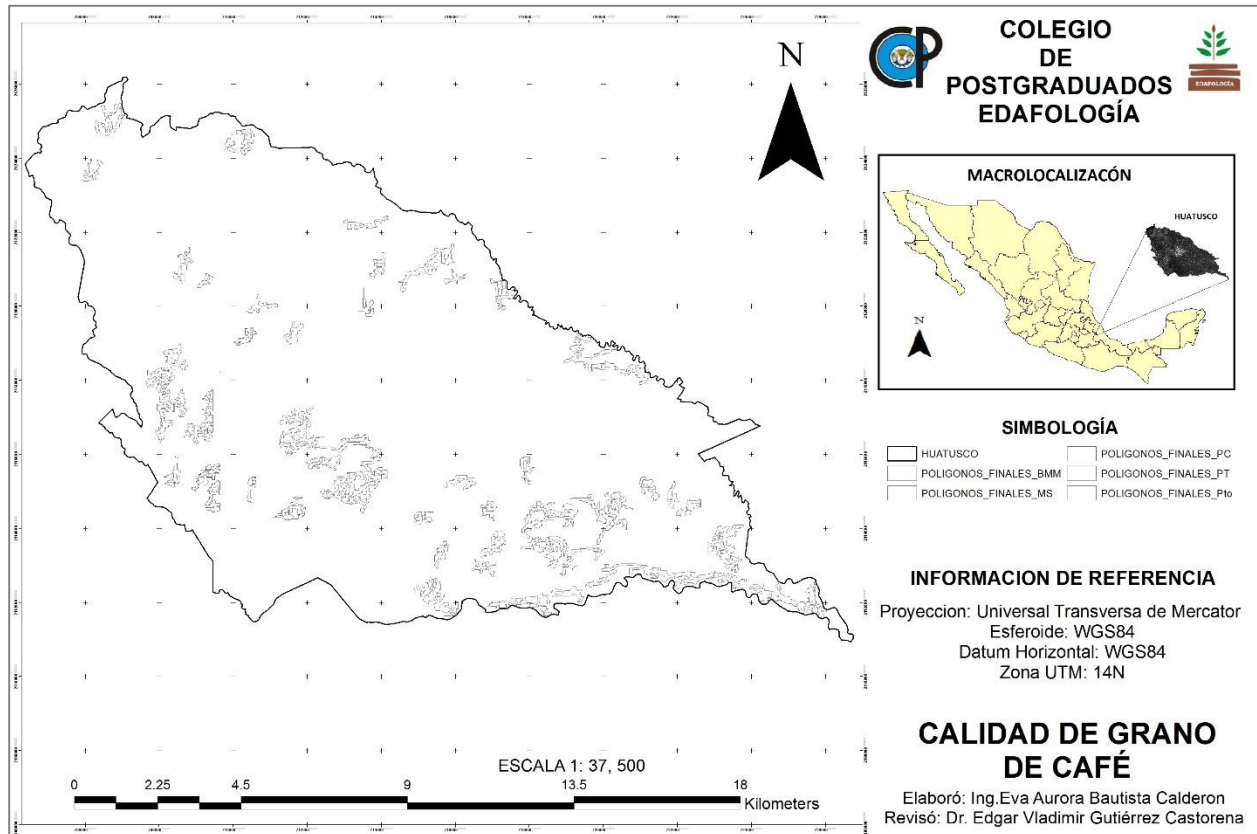 N
ESCALA 1: 37, 500
0 2.25 4.5 9 13.5 18
Kilometers
CP
COLEGIO
DE
POSTGRADUADOS
EDAFOLOGÍA
EDAFOLOGÍA
MACROLOCALIZACÓN
HUATUSCO
N
SIMBOLOGÍA
HUATUSCO
POLIGONOS_FINALES_BMM
POLIGONOS_FINALES_MS
POLIGONOS_FINALES_PC
POLIGONOS_FINALES_PT
POLIGONOS_FINALES_Pto
INFORMACION DE REFERENCIA
Proyeccion: Universal Transversa de Mercator
Esferoide: WGS84
Datum Horizontal: WGS84
Zona UTM: 14N
CALIDAD DE GRANO
DE CAFÉ
Elaboró: Ing.Eva Aurora Bautista Calderon
Revisó: Dr. Edgar Vladimir Gutiérrez Castorena